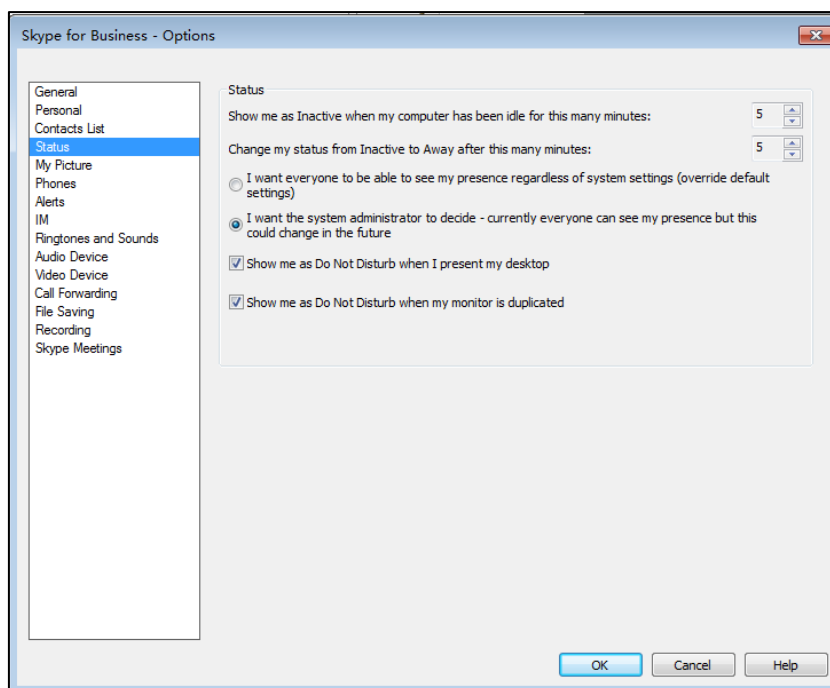 Skype for Business - Options
General
Personal
Contacts List
Status
My Picture
Phones
Alerts
IM
Ringtones and Sounds
Audio Device
Video Device
Call Forwarding
File Saving
Recording
Skype Meetings
Status
Show me as Inactive when my computer has been idle for this many minutes: 5
Change my status from Inactive to Away after this many minutes: 5
I want everyone to be able to see my presence regardless of system settings (override default
settings)
I want the system administrator to decide - currently everyone can see my presence but this
could change in the future
Show me as Do Not Disturb when I present my desktop
Show me as Do Not Disturb when my monitor is duplicated
OK Cancel Help